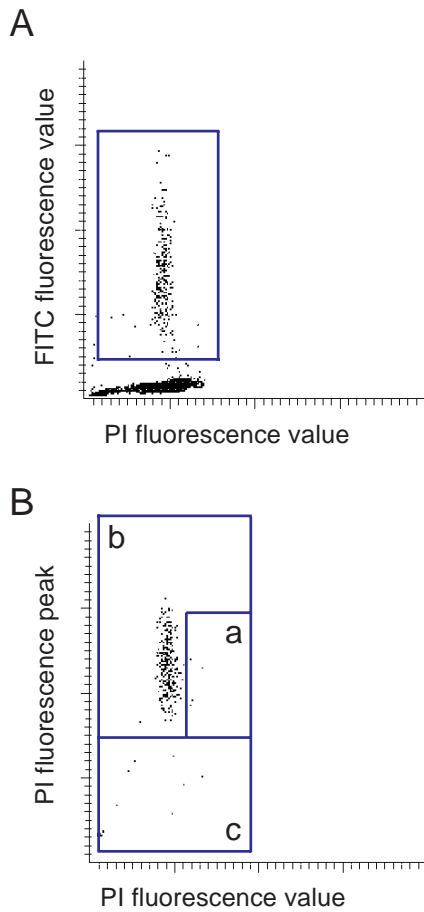 A
FITC fluorescence value
PI fluorescence value
B
b
a
PI fluorescence peak
c
PI fluorescence value